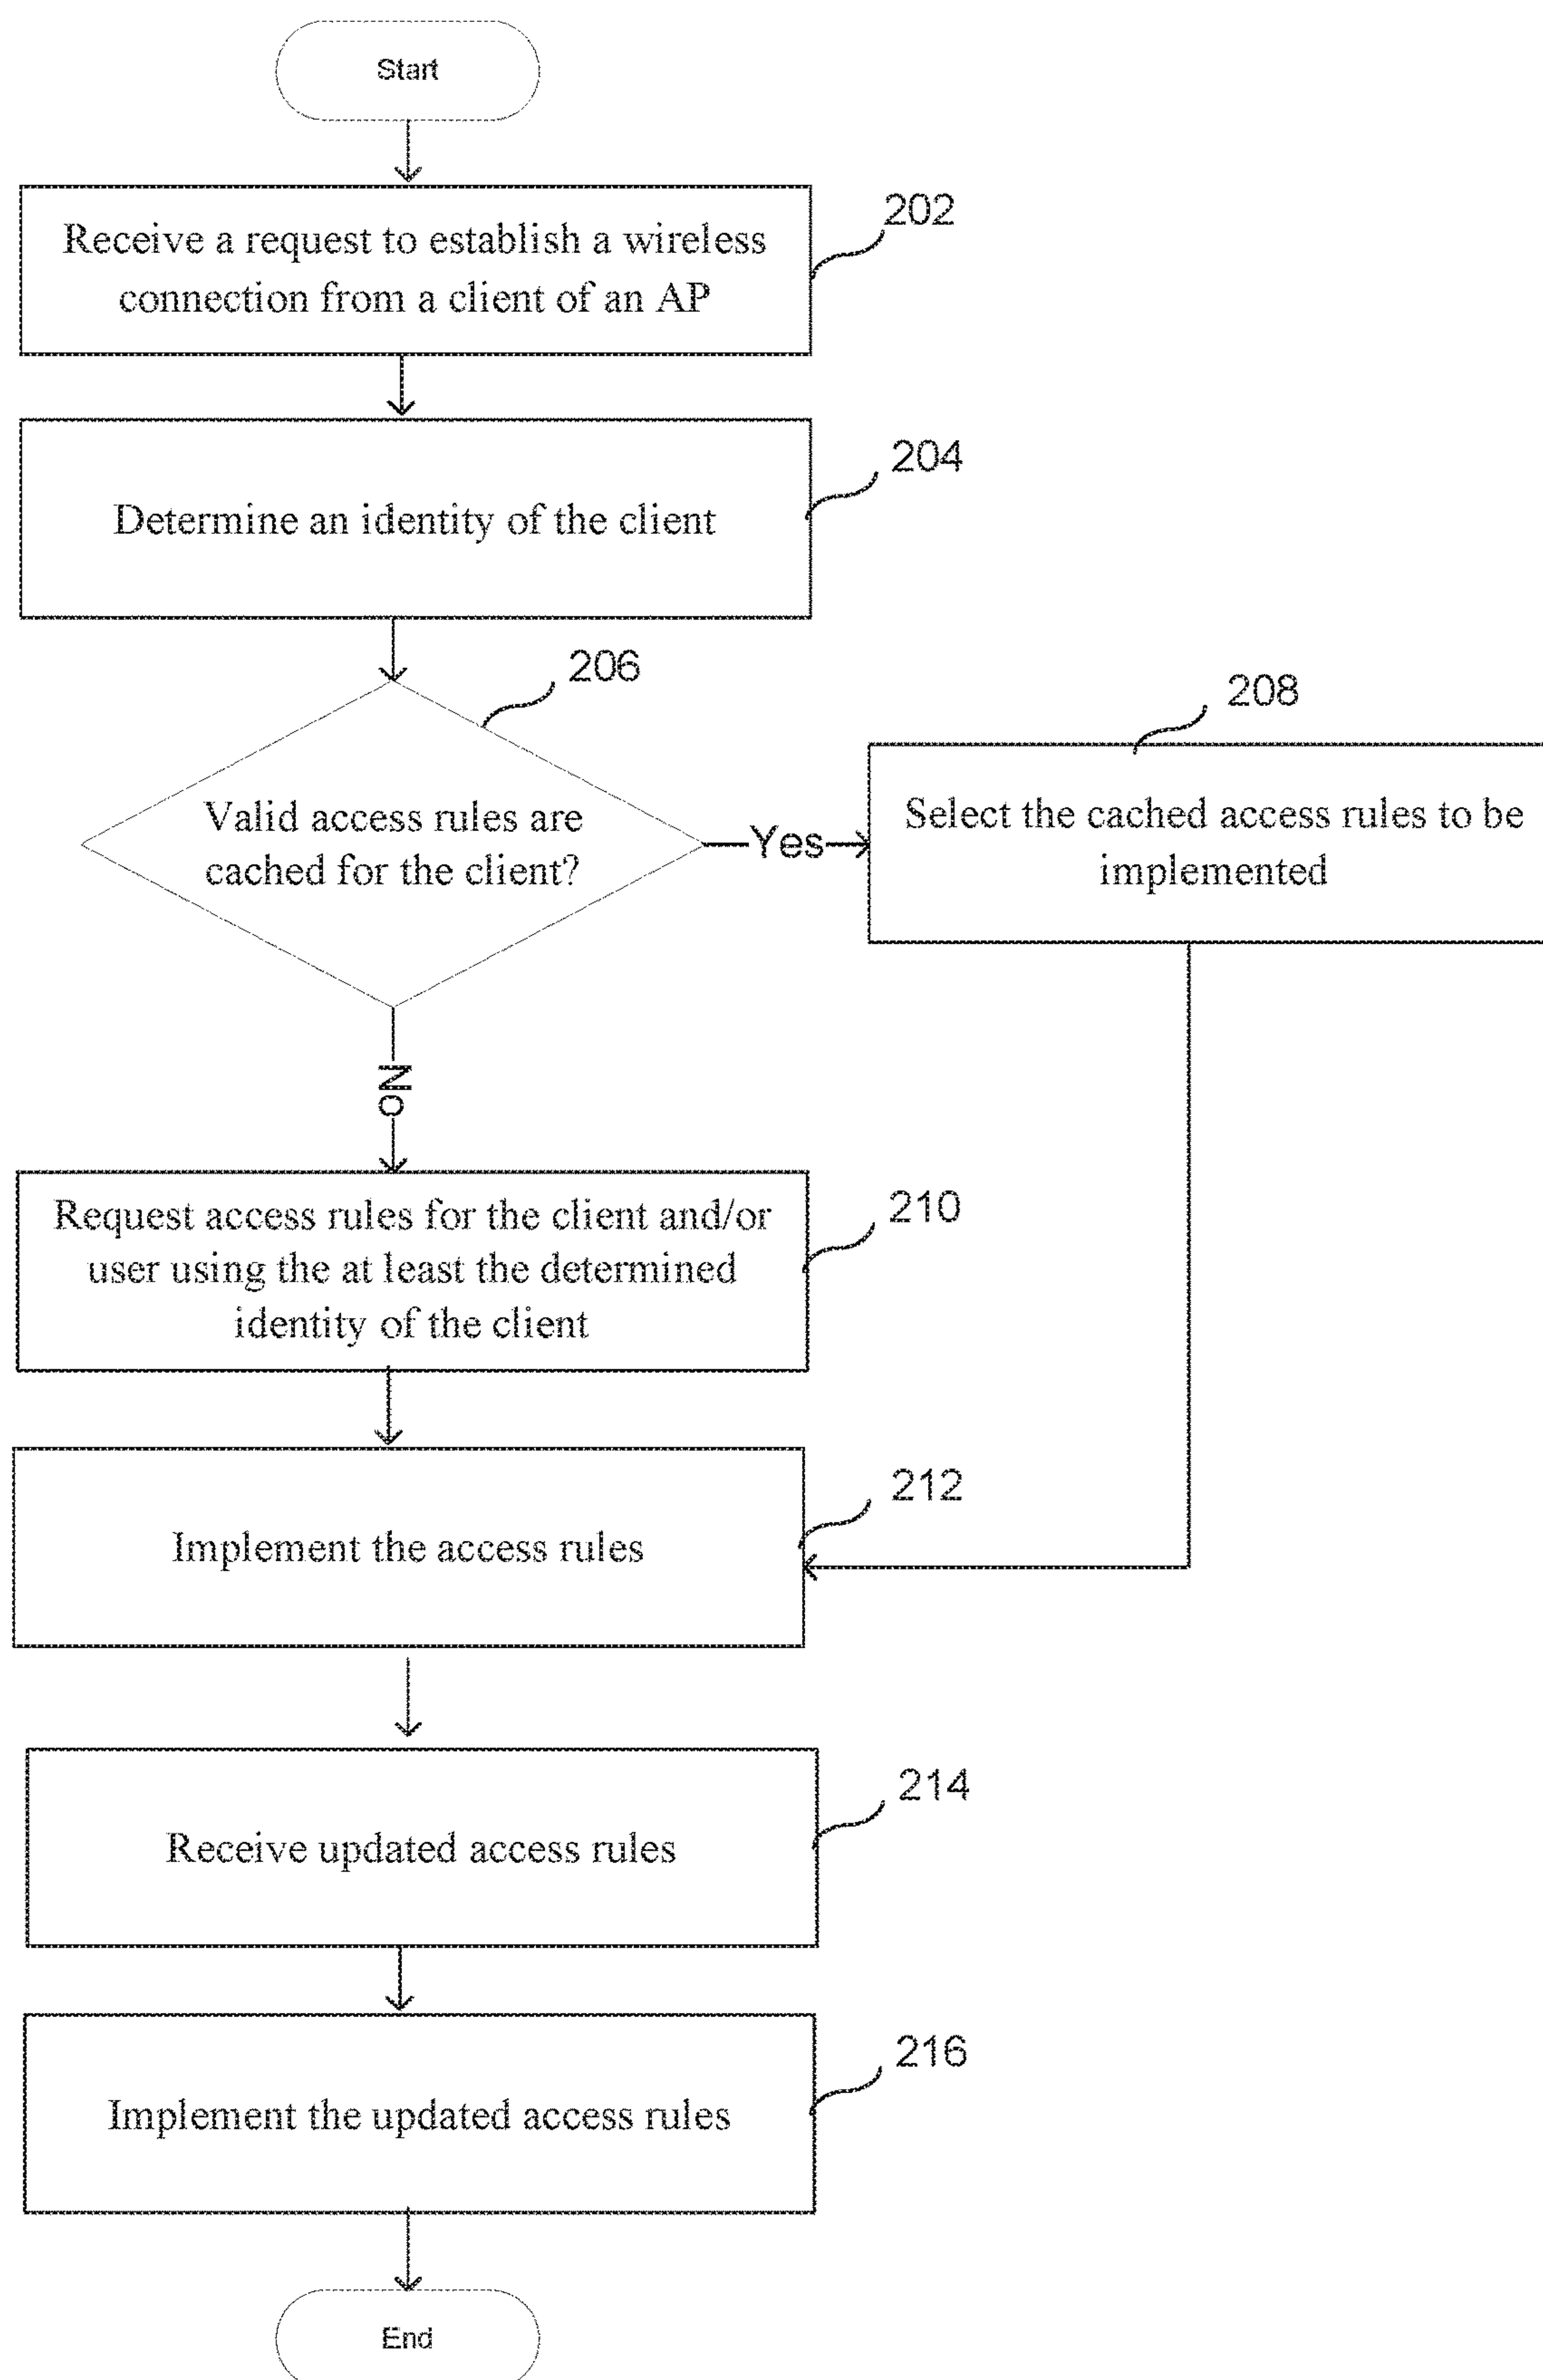 Start
Receive a request to establish a wireless
connection from a client of an AP
202
Determine an identity of the client
204
206
Valid access rules are
cached for the client?
Yes
208
Select the cached access rules to be
implemented
No
Request access rules for the client and/or
user using the at least the determined
identity of the client
210
Implement the access rules
212
Receive updated access rules
214
Implement the updated access rules
216
End